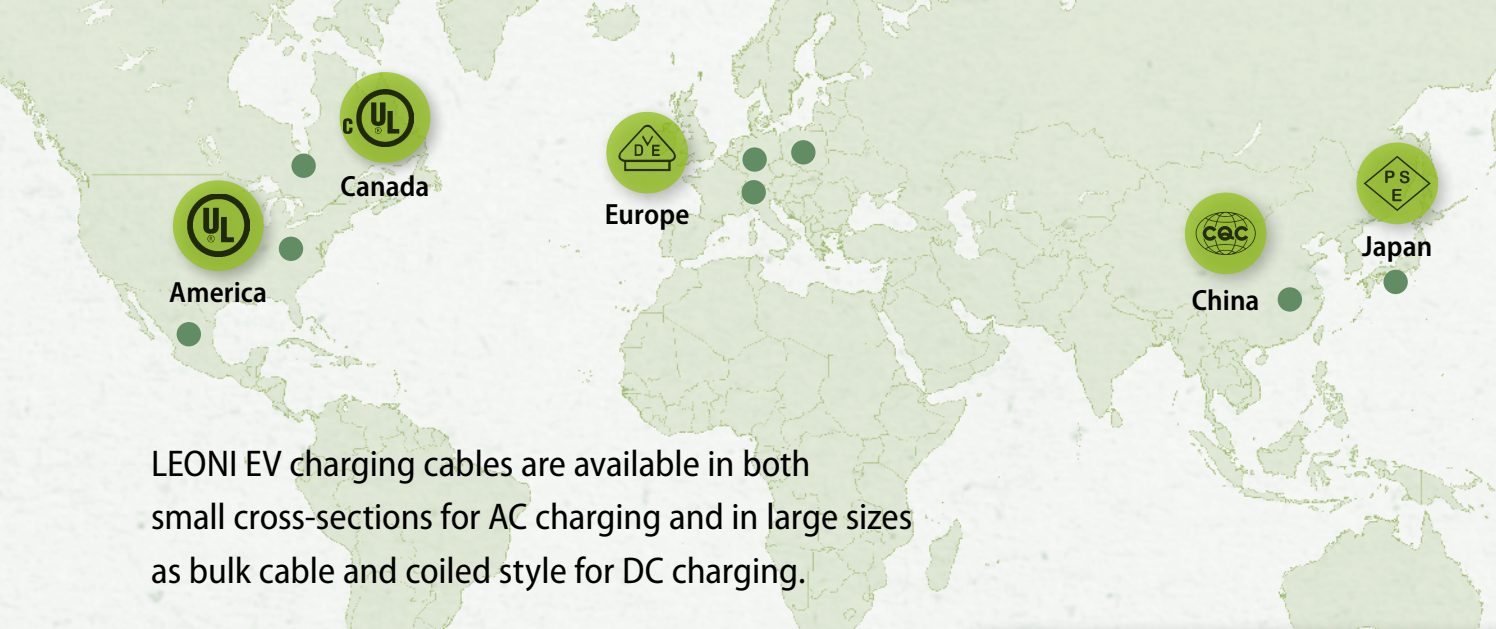 c UL ®
Canada
UL ®
America
VDE
Europe
CQC
China
PS
E
Japan
LEONI EV charging cables are available in both
small cross-sections for AC charging and in large sizes
as bulk cable and coiled style for DC charging.